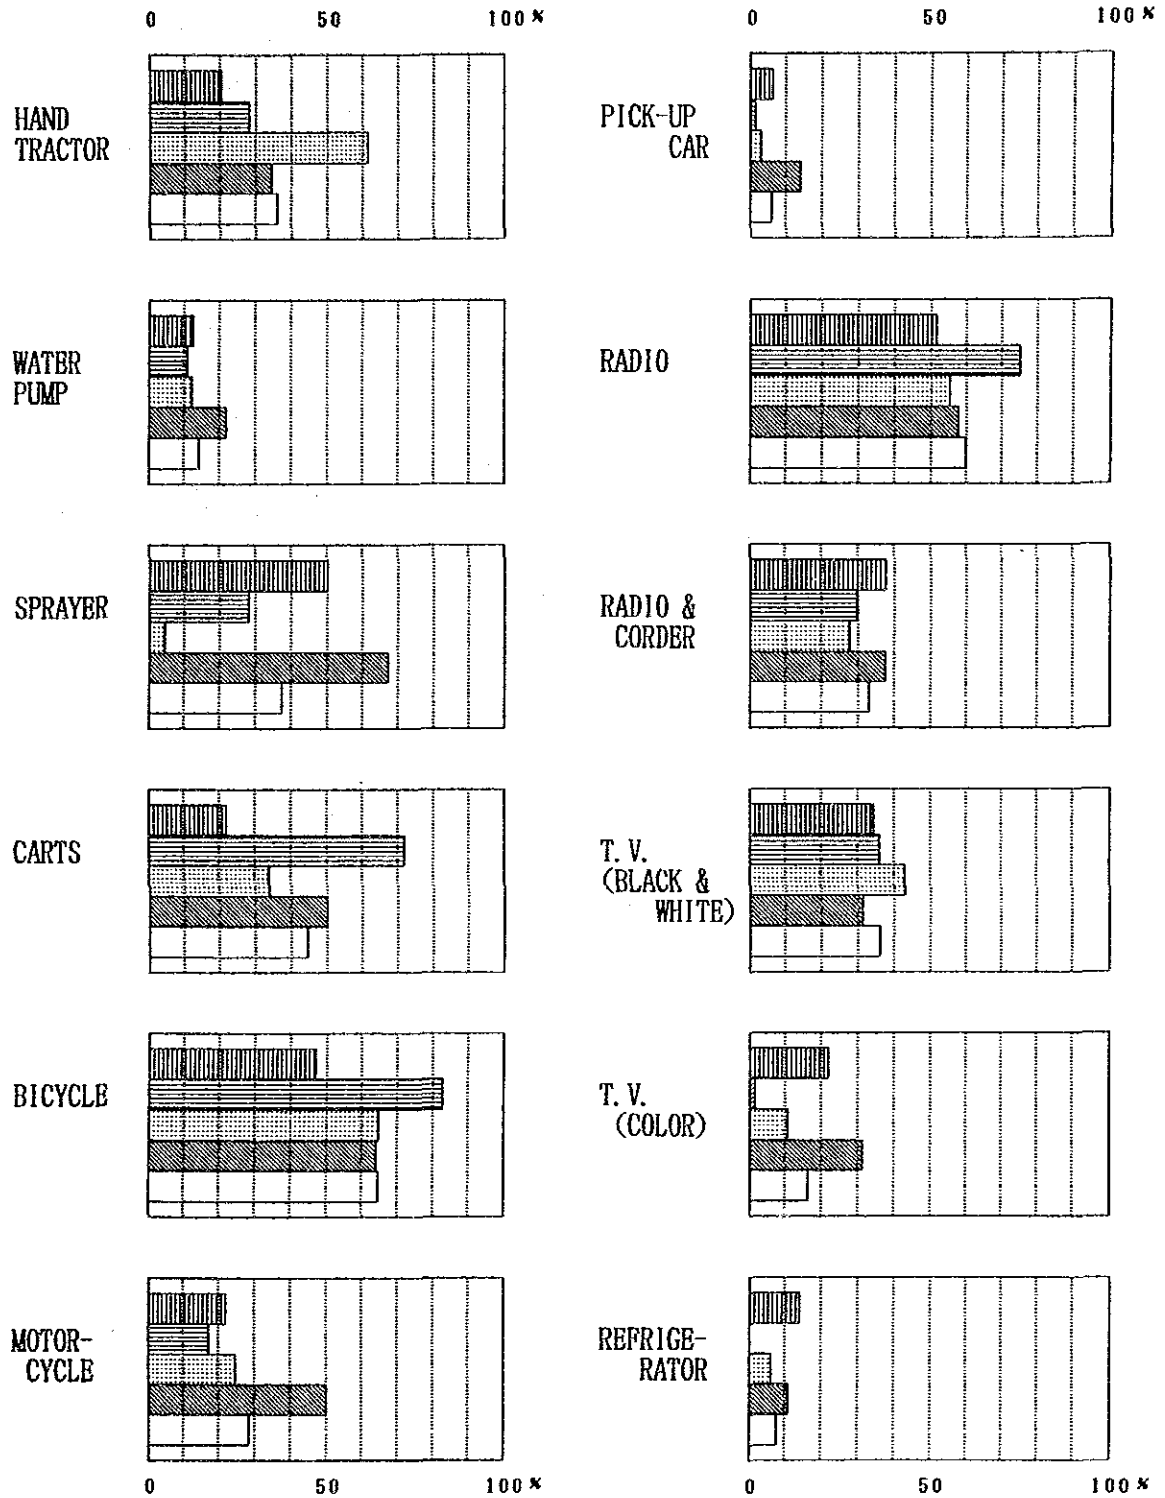 0 50 100 %
0 50 100 %
HAND
TRACTOR
WATER
PUMP
SPRAYER
CARTS
BICYCLE
MOTOR-
CYCLE
0 50 100 %
PICK-UP
CAR
RADIO
RADIO &
CORDER
T. V.
(BLACK &
WHITE)
T. V.
(COLOR)
REFRIGE-
RATOR
0 50 100 %